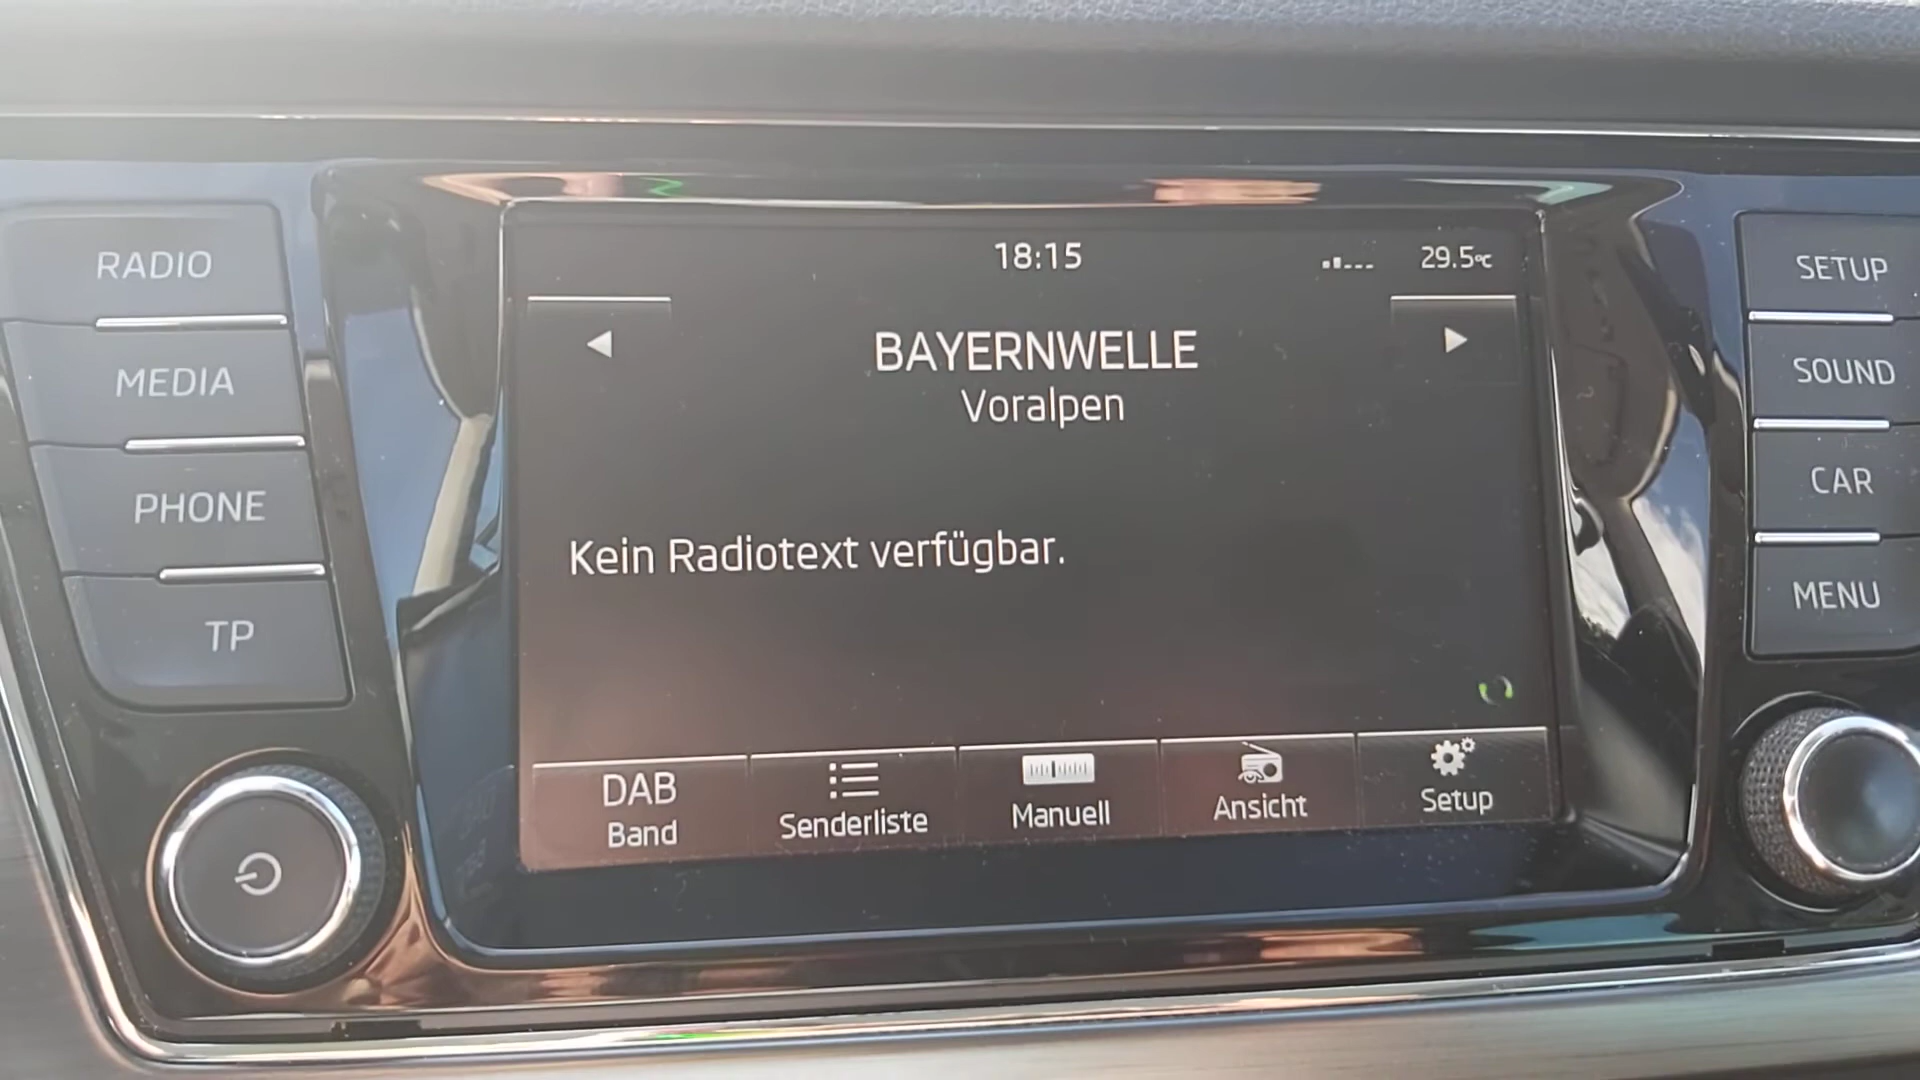 RADIO
MEDIA
PHONE
TP
18:15
29.5°C
BAYERNWELLE
Voralpen
Kein Radiotext verfügbar.
DAB
Band
Senderliste
Manuell
Ansicht
Setup
SETUP
SOUND
CAR
MENU